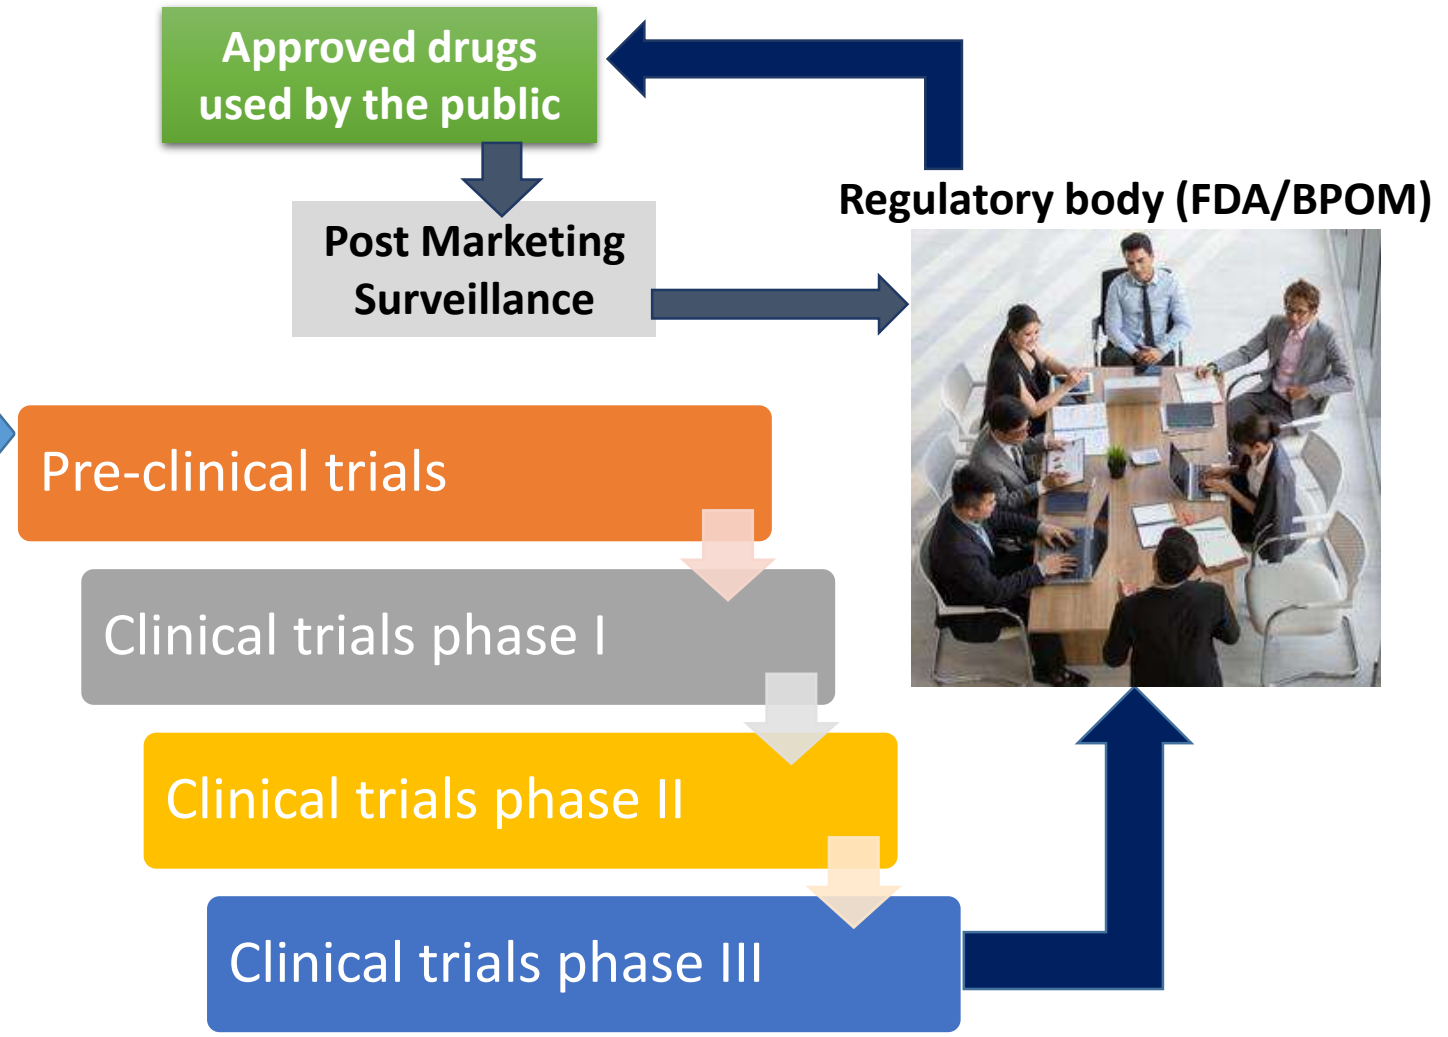 Approved drugs
used by the public
Regulatory body (FDA/BPOM)
Post Marketing
Surveillance
Pre-clinical trials
Clinical trials phase I
Clinical trials phase II
Clinical trials phase III